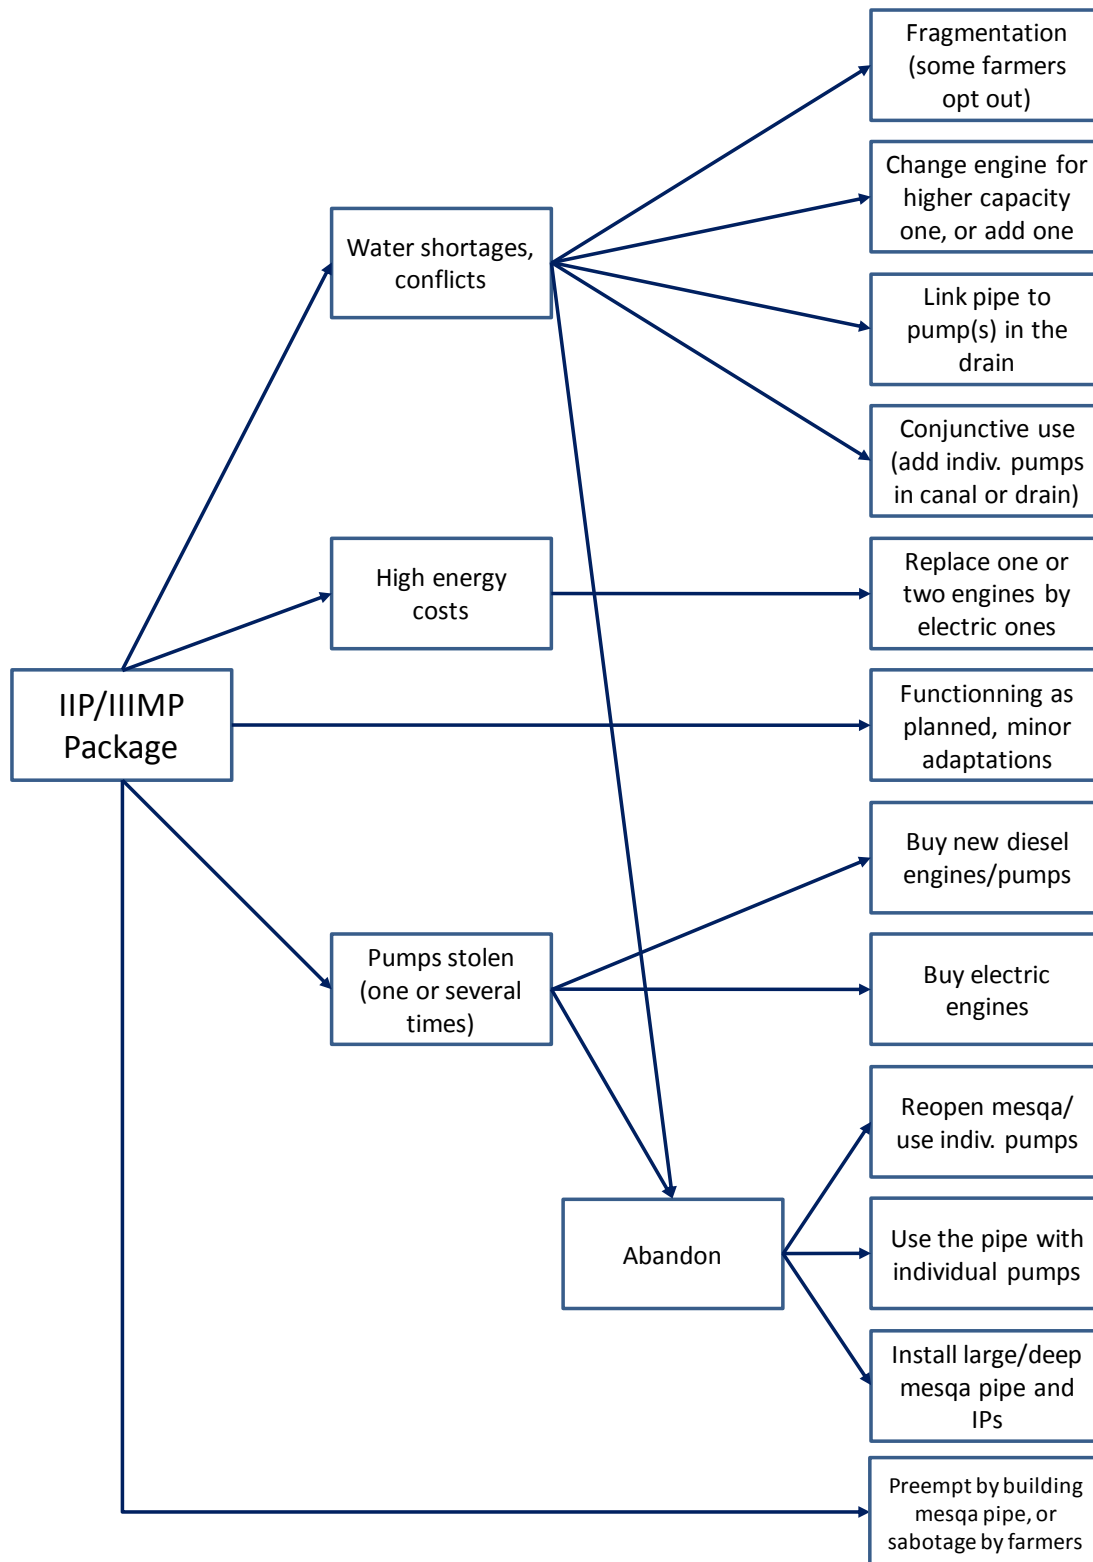 Fragmentation
(some farmers
opt out)
Change engine for
higher capacity
one, or add one
Water shortages,
conflicts
Link pipe to
pump(s) in the
drain
Conjunctive use
(add indiv. pumps
in canal or drain)
High energy
costs
Replace one or
two engines by
electric ones
IIP/IIIMP
Package
Functionning as
planned, minor
adaptations
Buy new diesel
engines/pumps
Pumps stolen
(one or several
times)
Buy electric
engines
Reopen mesqa/
use indiv. pumps
Abandon
Use the pipe with
individual pumps
Install large/deep
mesqa pipe and
IPs
Preempt by building
mesqa pipe, or
sabotage by farmers